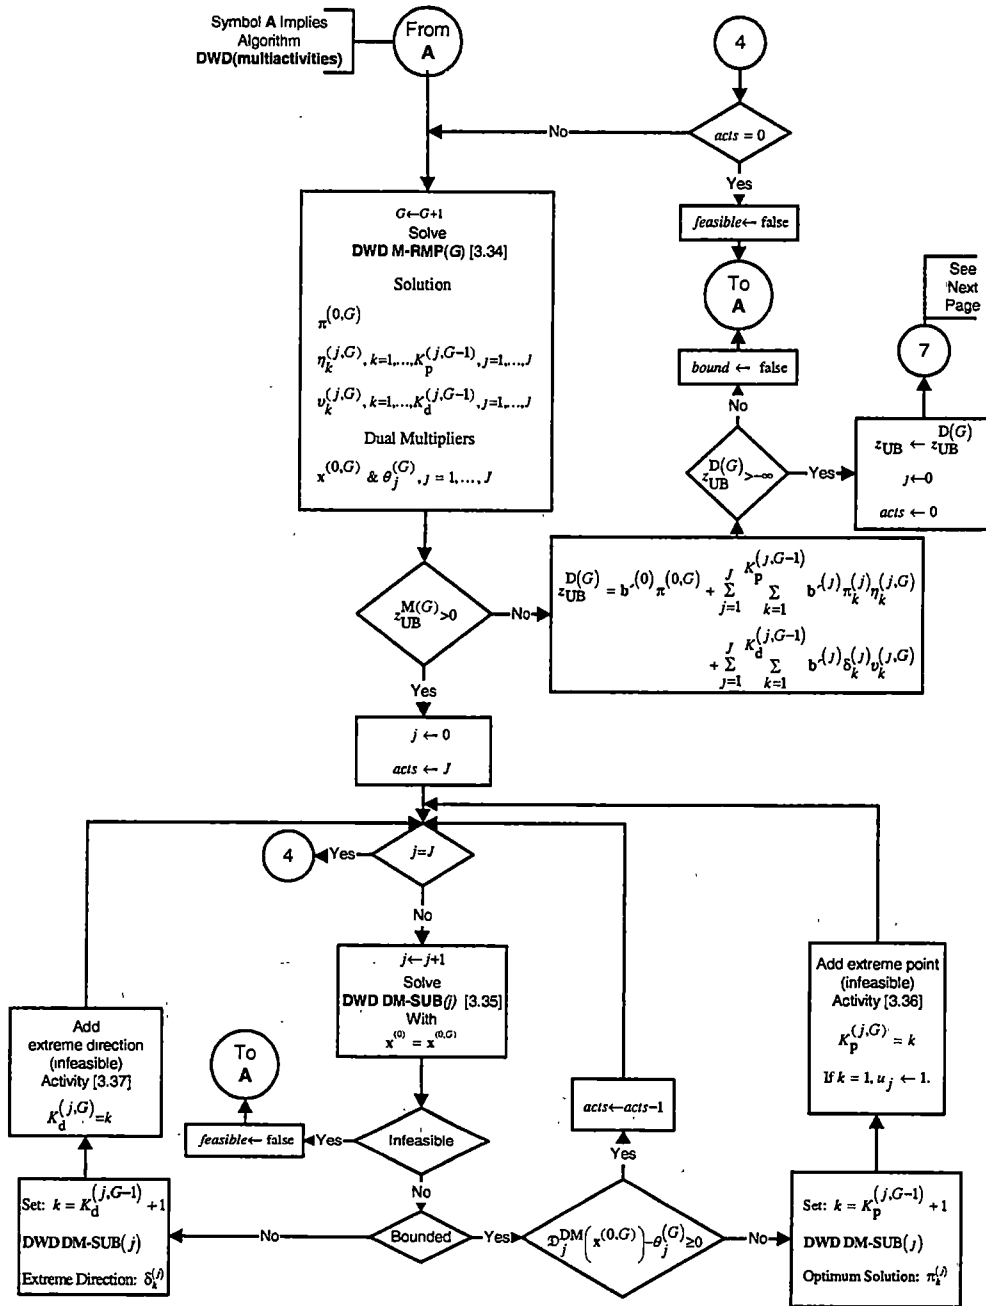 Symbol A Implies
Algorithm
DWD(multiactivities)
From
A
4
acts = 0
No
Yes
feasible← false
To
A
See
Next
Page
7
bound ← false
No
z_UB^D(G) >-∞
Yes
z_UB ← z_UB^D(G)
j←0
acts ← 0
G←G+1
Solve
DWD M-RMP(G) [3.34]
Solution
π^(0,G)
η_k^(j,G), k=1,...,K_p^(j,G-1), j=1,...,J
υ_k^(j,G), k=1,...,K_d^(j,G-1), j=1,...,J
Dual Multipliers
x^(0,G) & θ_j^(G), j = 1,..., J
z_UB^M(G) >0
No
z_UB^D(G) = b'^(0) π^(0,G) + Σ_{j=1}^{J} Σ_{k=1}^{K_p^(j,G-1)} b'^(j) π_k^(j) η_k^(j,G)
+ Σ_{j=1}^{J} Σ_{k=1}^{K_d^(j,G-1)} b'^(j) δ_k^(j) υ_k^(j,G)
Yes
j ← 0
acts ← J
4
Yes
j=J
No
j←j+1
Solve
DWD DM-SUB(j) [3.35]
With
x^(0) = x^(0,G)
Add extreme point
(infeasible)
Activity [3.36]
K_p^(j,G) = k
If k = 1, u_j ← 1.
Add
extreme direction
(infeasible)
Activity [3.37]
K_d^(j,G) =k
To
A
feasible← false
Yes
Infeasible
acts←acts-1
Yes
No
Set: k = K_d^(j,G-1) +1
DWD DM-SUB(j)
Extreme Direction: δ_k^(j)
No
Bounded
Yes
𝔇_j^DM(x^(0,G))-θ_j^(G) ≥0
No
Set: k = K_p^(j,G-1) +1
DWD DM-SUB(j)
Optimum Solution: π_k^(j)